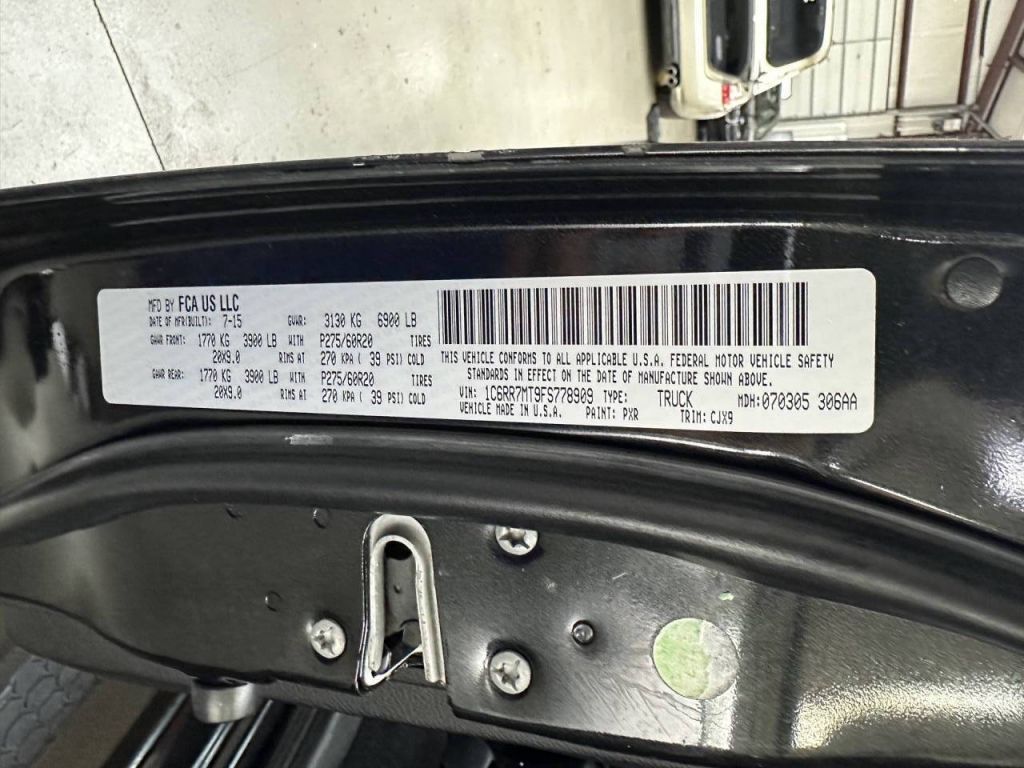 MFD BY FCA US LLC
DATE OF MFR(BUILT): 7-15 GVWR: 3130 KG 6900 LB
GAWR FRONT: 1770 KG 3900 LB WITH P275/60R20 TIRES
20X9.0 RIMS AT 270 KPA ( 39 PSI) COLD
GAWR REAR: 1770 KG 3900 LB WITH P275/60R20 TIRES
20X9.0 RIMS AT 270 KPA ( 39 PSI) COLD
THIS VEHICLE CONFORMS TO ALL APPLICABLE U.S.A. FEDERAL MOTOR VEHICLE SAFETY
STANDARDS IN EFFECT ON THE DATE OF MANUFACTURE SHOWN ABOVE.
VIN: 1C6RR7MT9FS778909 TYPE: TRUCK MDH:070305 306AA
VEHICLE MADE IN U.S.A. PAINT: PXR TRIM: CJX9